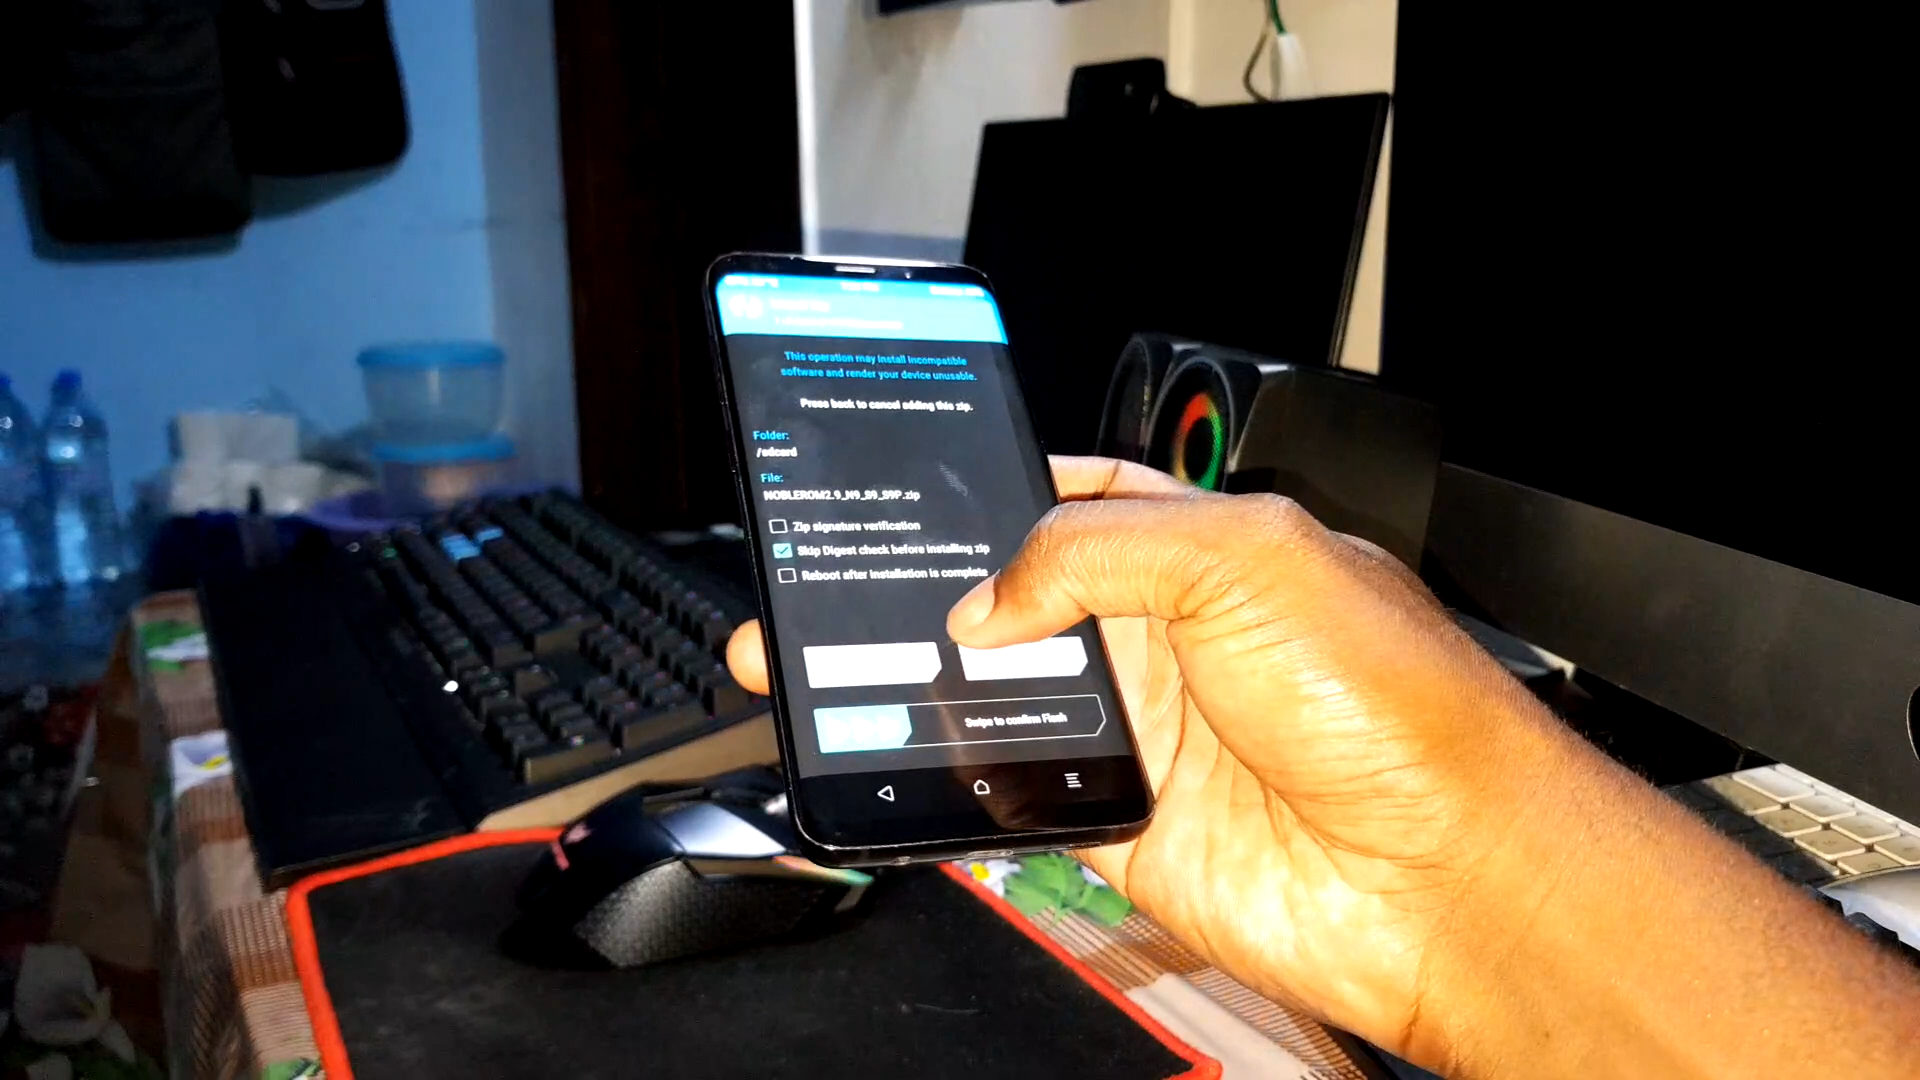 This operation may install incompatible
software and render your device unusable.
Press back to cancel adding this zip.
Folder:
/sdcard
File:
NOBLEROM2.9_N9_S9_S9P.zip
Zip signature verification
Skip Digest check before installing zip
Reboot after installation is complete
Swipe to confirm Flash